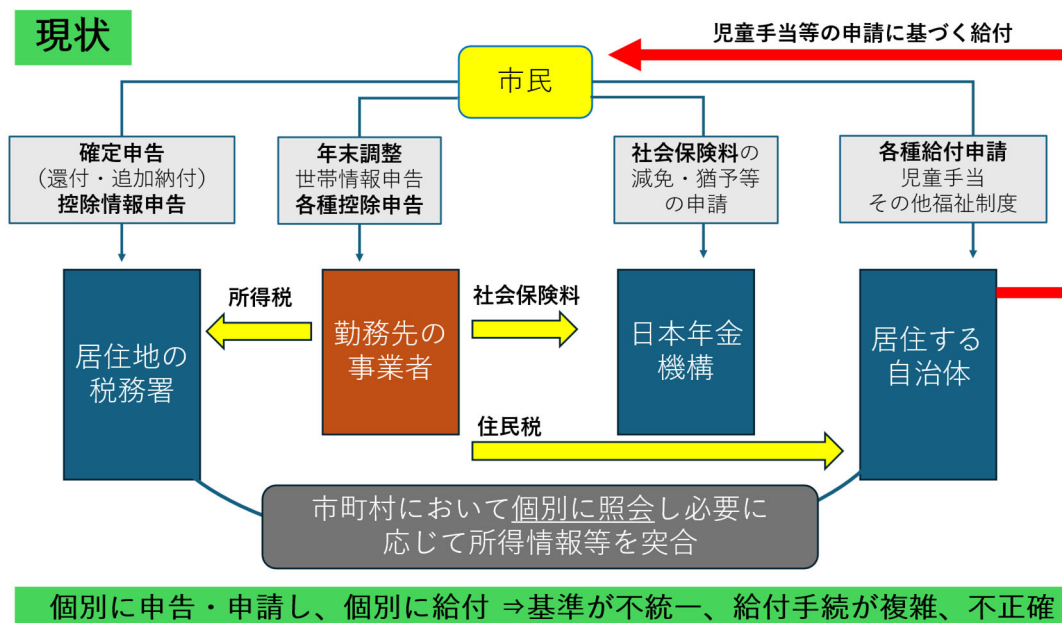 現状
児童手当等の申請に基づく給付
市民
確定申告
（還付・追加納付）
控除情報申告
年末調整
世帯情報申告
各種控除申告
社会保険料の
減免・猶予等
の申請
各種給付申請
児童手当
その他福祉制度
所得税
社会保険料
居住地の
税務署
勤務先の
事業者
日本年金
機構
居住する
自治体
住民税
市町村において個別に照会し必要に
応じて所得情報等を突合
個別に申告・申請し、個別に給付 ⇒基準が不統一、給付手続が複雑、不正確